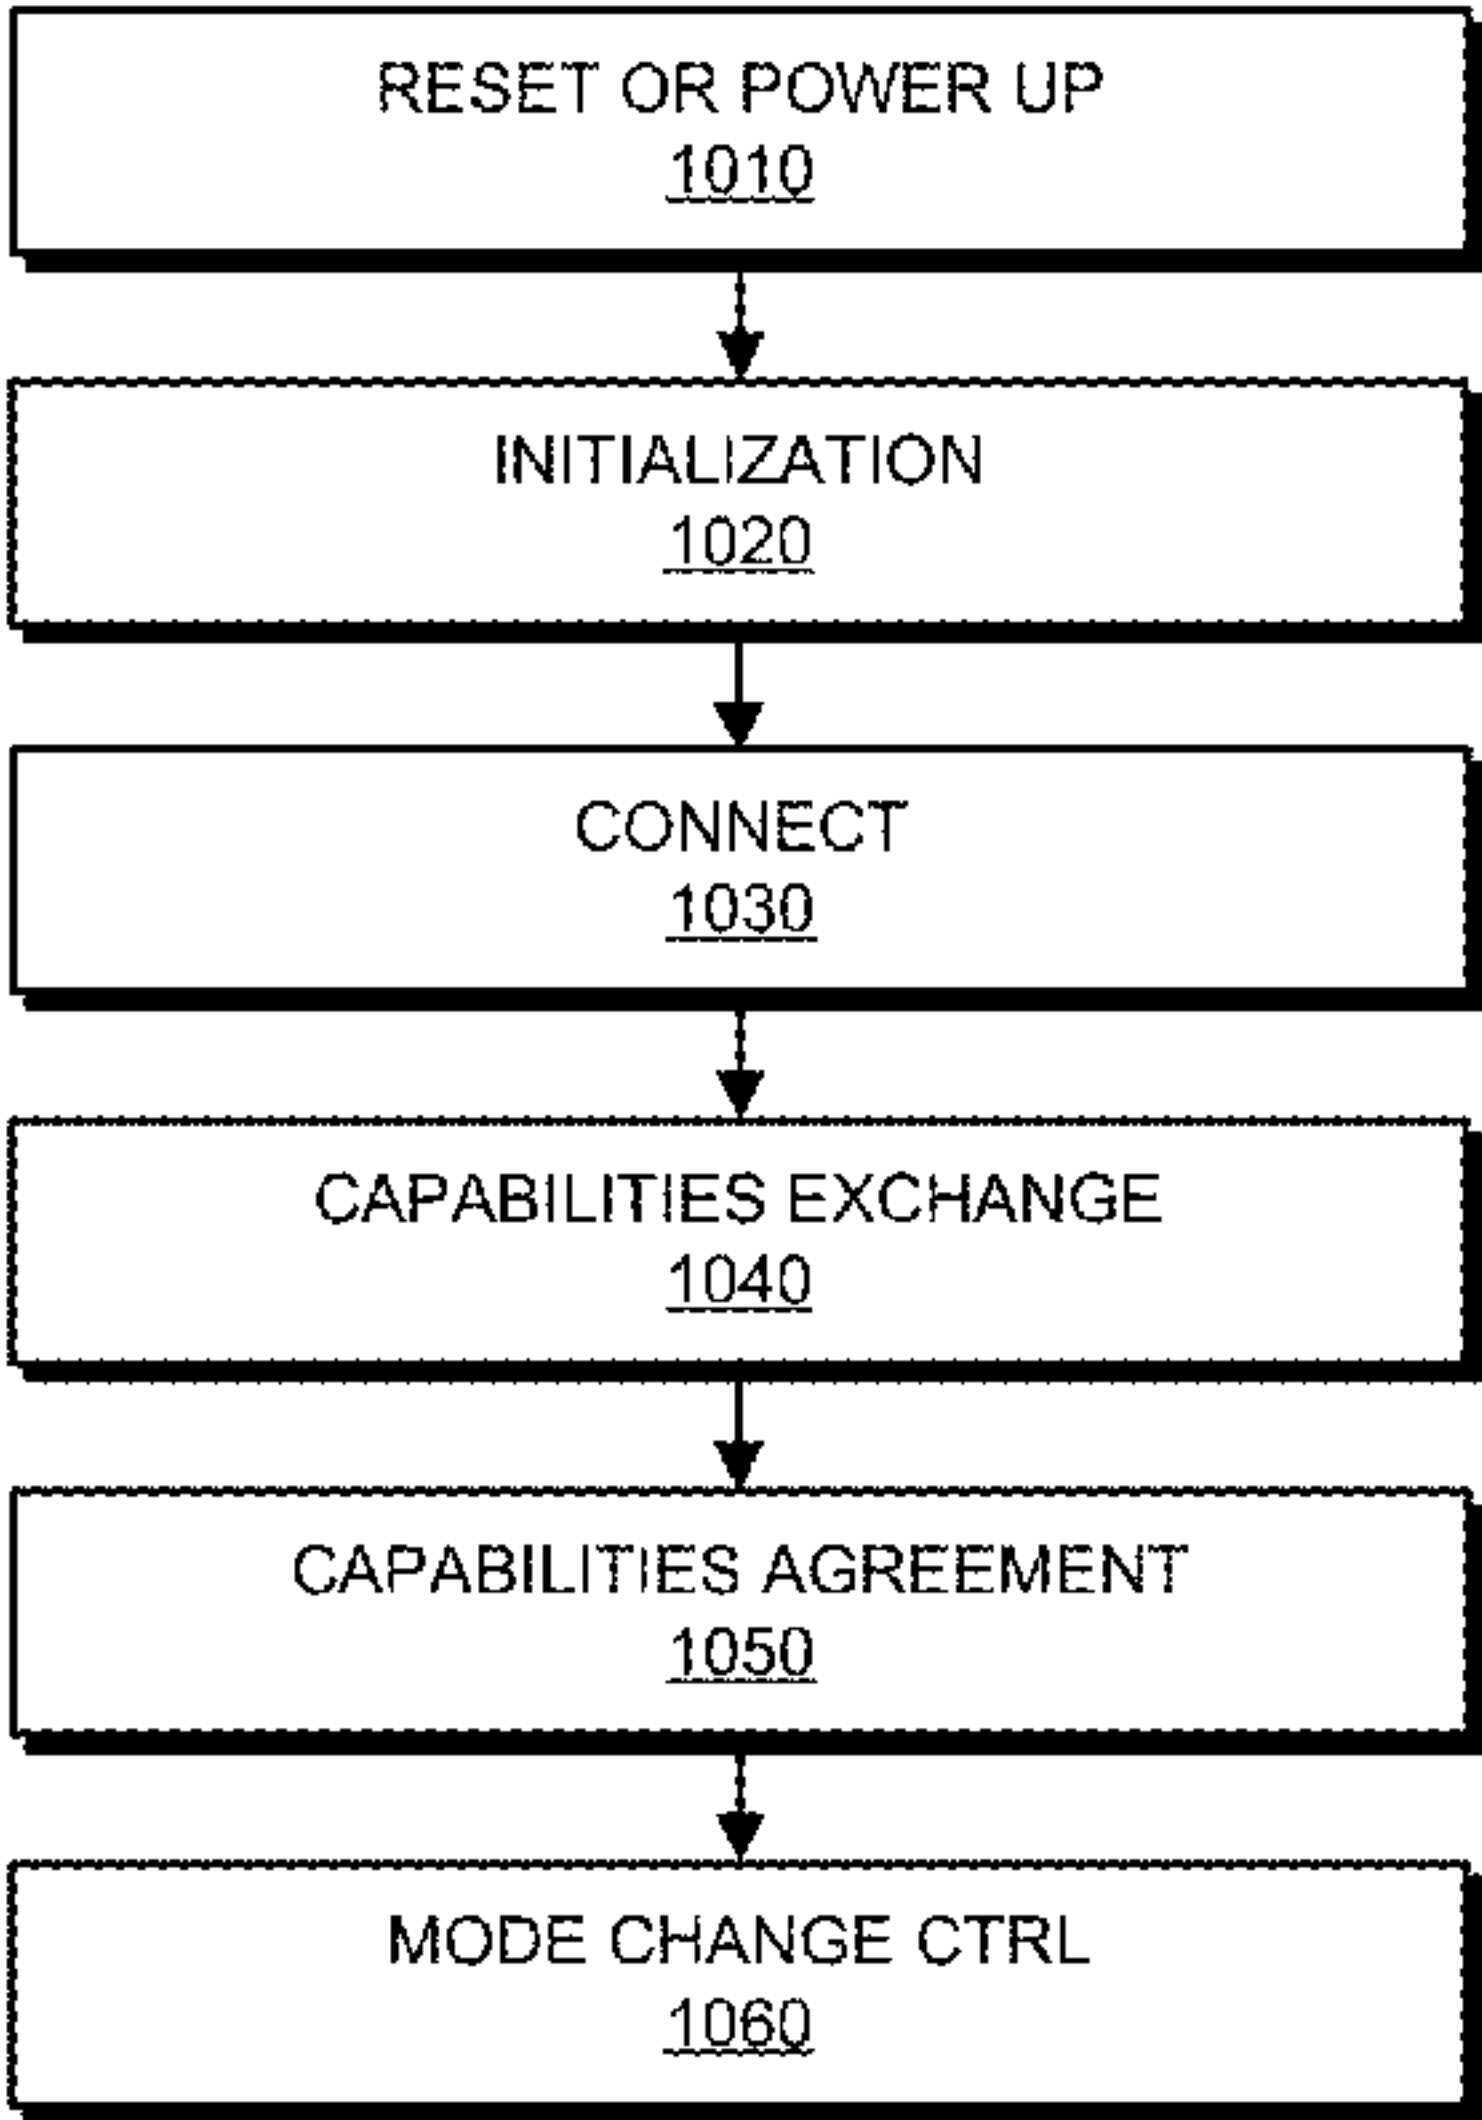 RESET OR POWER UP
1010
INITIALIZATION
1020
CONNECT
1030
CAPABILITIES EXCHANGE
1040
CAPABILITIES AGREEMENT
1050
MODE CHANGE CTRL
1060